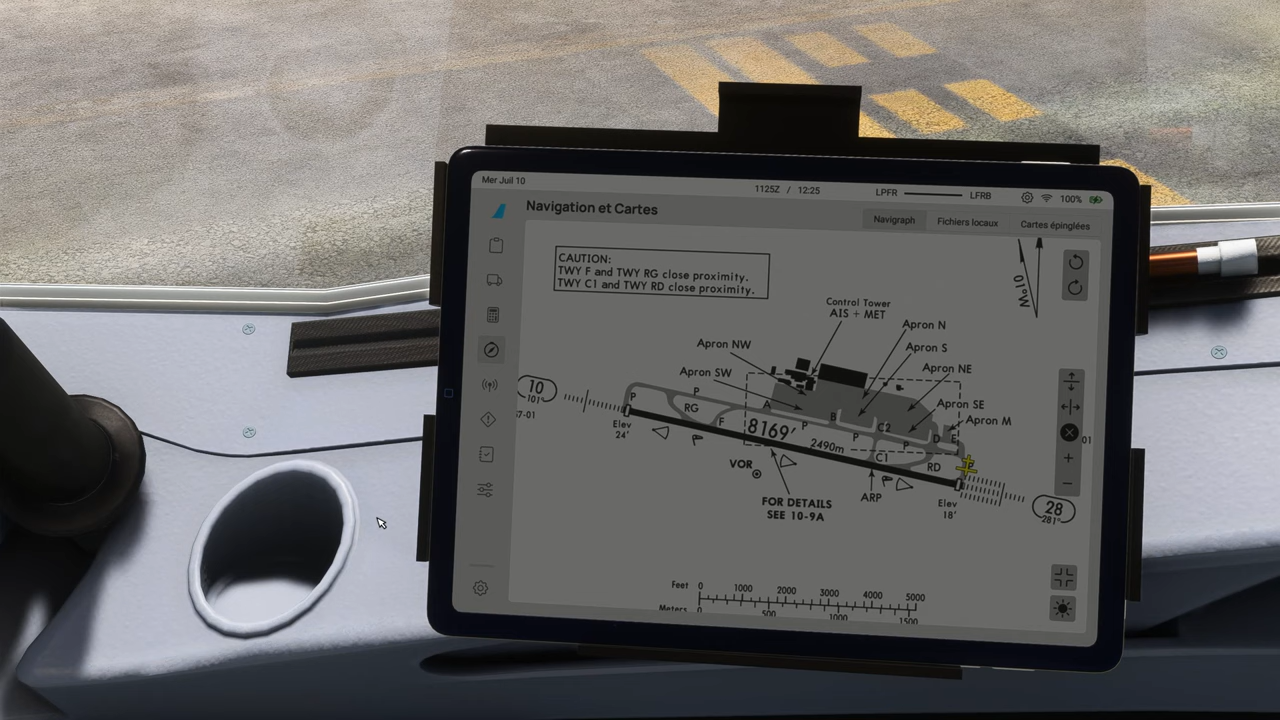 Mer Juil 10
1125Z / 12:25
LPFR
LFRB
100%
Navigation et Cartes
Navigraph
Fichiers locaux
Cartes épinglées
CAUTION:
TWY F and TWY RG close proximity.
TWY C1 and TWY RD close proximity.
Control Tower
AIS + MET
Apron N
Apron NW
Apron S
Apron SW
Apron NE
Apron SE
Apron M
10
101°
P
P
RG
F
A
P
B
C2
P
P
D
E
8169'
2490m
C1
RD
Elev
24'
VOR
FOR DETAILS
SEE 10-9A
ARP
Elev
18'
28
281°
01
Feet
0
1000
2000
3000
4000
5000
Meters
0
500
1000
1500